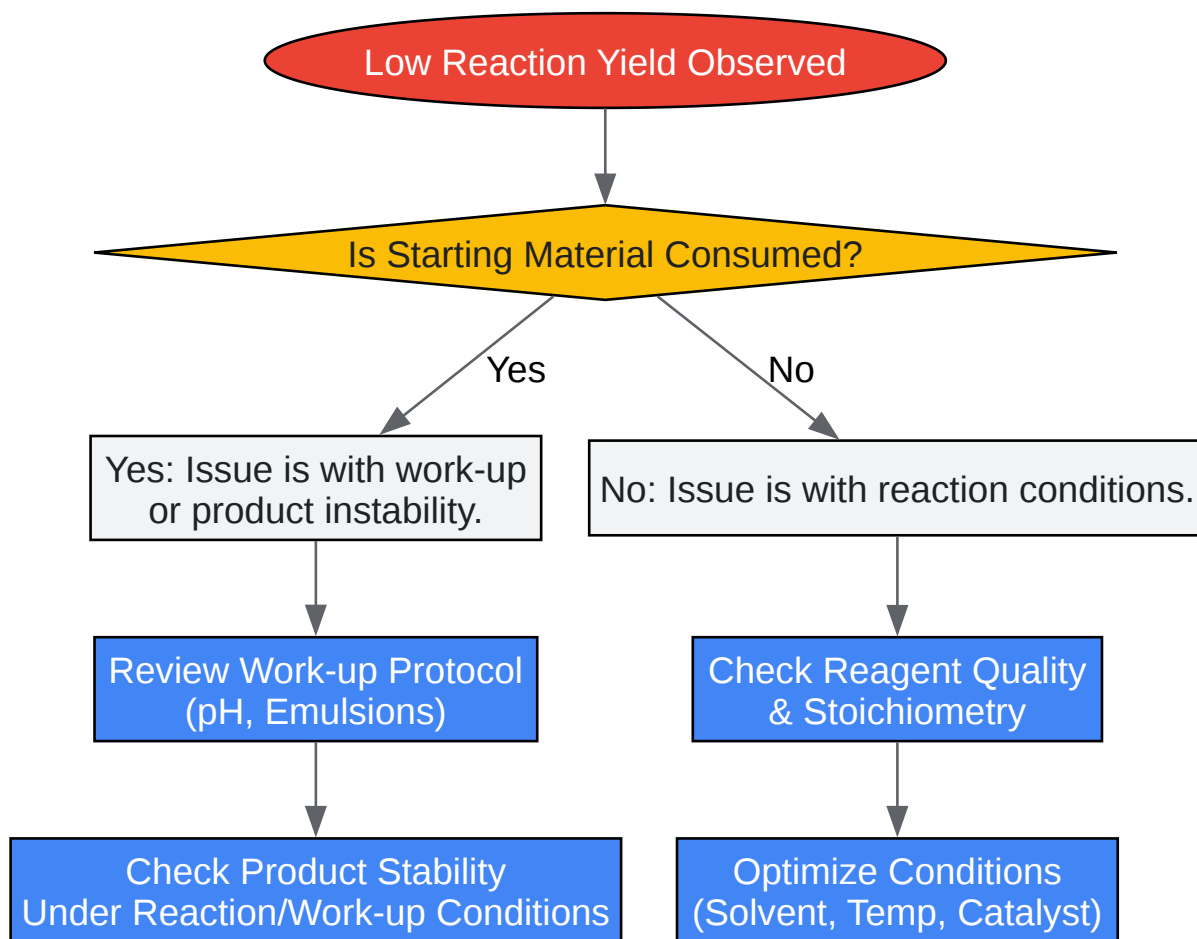 Low Reaction Yield Observed
Is Starting Material Consumed?
Yes
No
Yes: Issue is with work-up
or product instability.
No: Issue is with reaction conditions.
Review Work-up Protocol
(pH, Emulsions)
Check Reagent Quality
& Stoichiometry
Check Product Stability
Under Reaction/Work-up Conditions
Optimize Conditions
(Solvent, Temp, Catalyst)